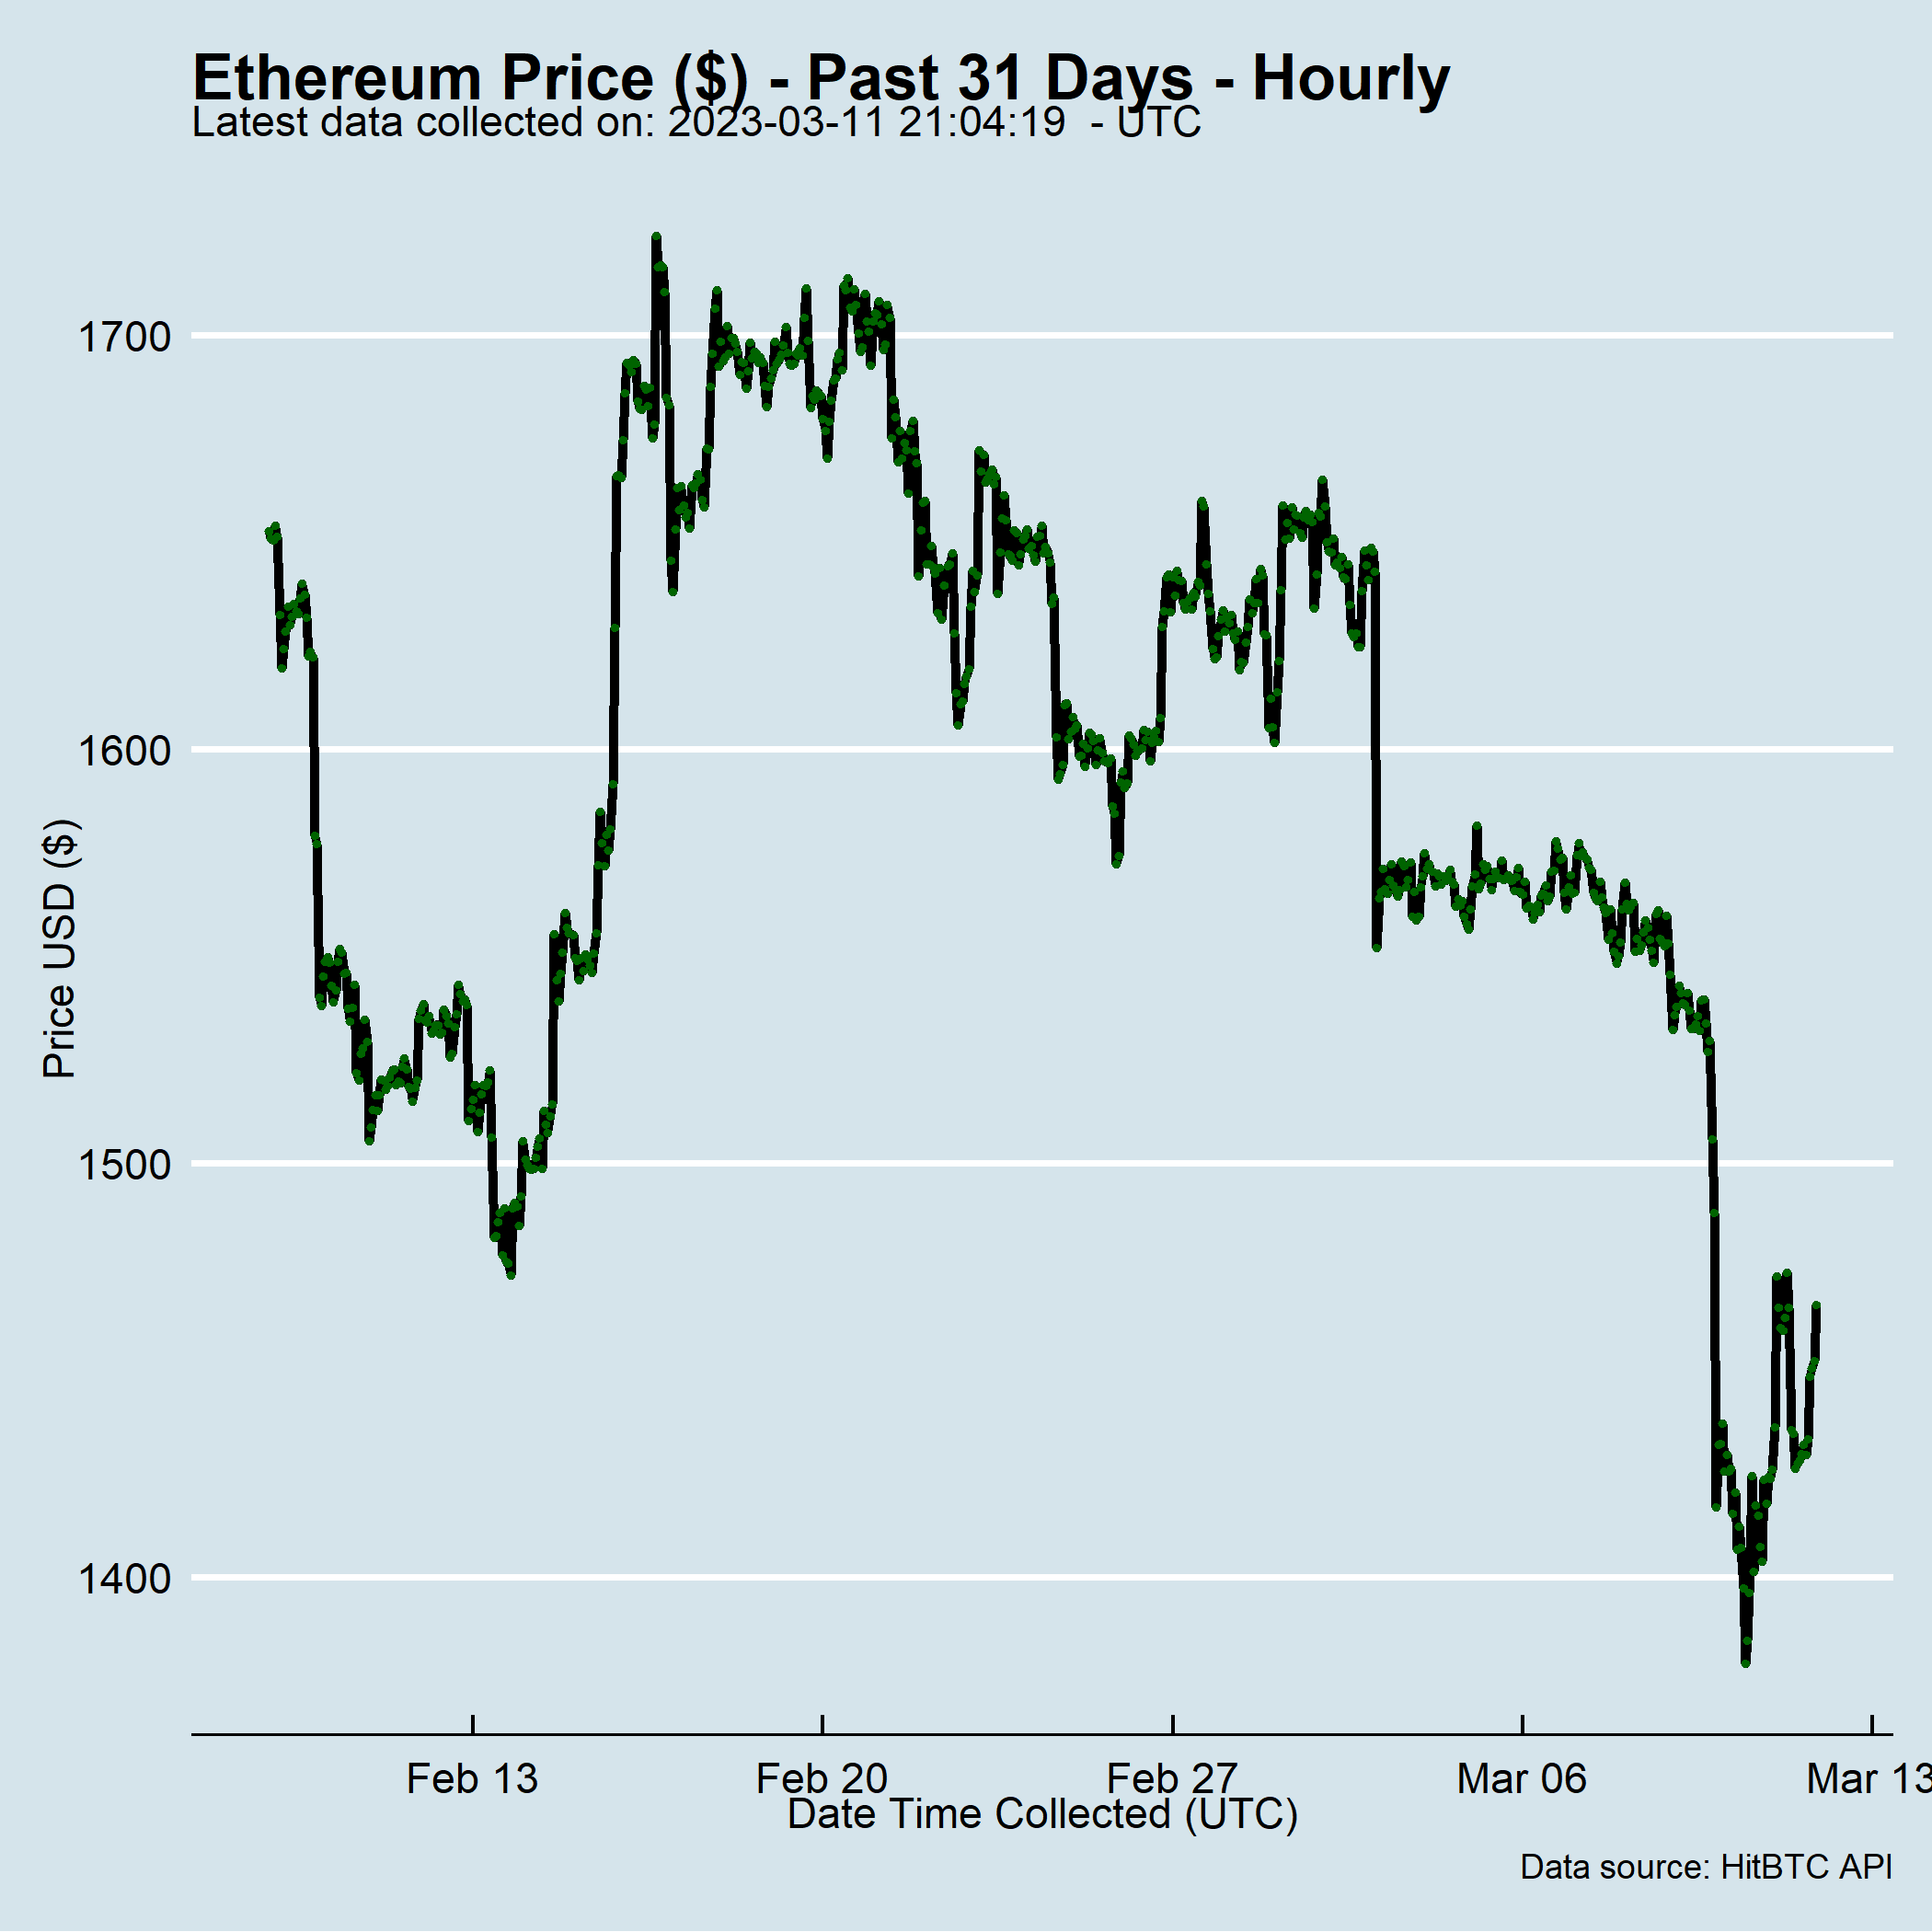 Ethereum Price ($) - Past 31 Days - Hourly
Latest data collected on: 2023-03-11 21:04:19  - UTC
1700
1600
1500
1400
Price USD ($)
Feb 13
Feb 20
Feb 27
Mar 06
Mar 13
Date Time Collected (UTC)
Data source: HitBTC API